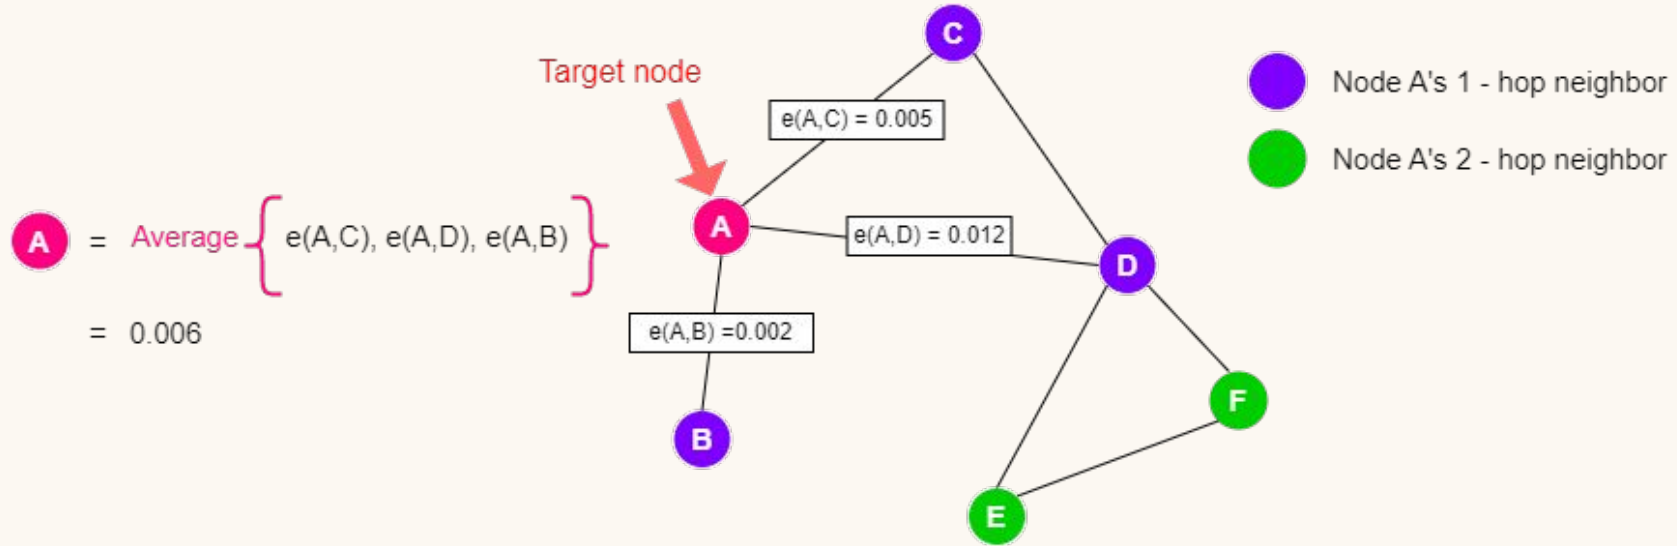 Target node
C
Node A's 1 - hop neighbor
e(A,C) = 0.005
Node A's 2 - hop neighbor
A = Average { e(A,C), e(A,D), e(A,B) }
A
e(A,D) = 0.012
D
= 0.006
e(A,B) =0.002
F
B
E